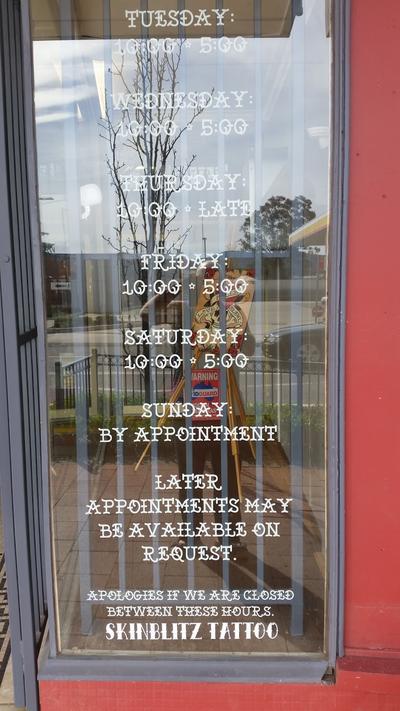 TUESDAY:
10:00 * 5:00
WEDNESDAY:
10:00 * 5:00
THURSDAY:
10:00 * LATE
FRIDAY:
10:00 * 5:00
SATURDAY:
10:00 * 5:00
WARNING
SUNDAY:
BY APPOINTMENT
LATER
APPOINTMENTS MAY
BE AVAILABLE ON
REQUEST.
APOLOGIES IF WE ARE CLOSED
BETWEEN THESE HOURS.
SKINBLITZ TATTOO